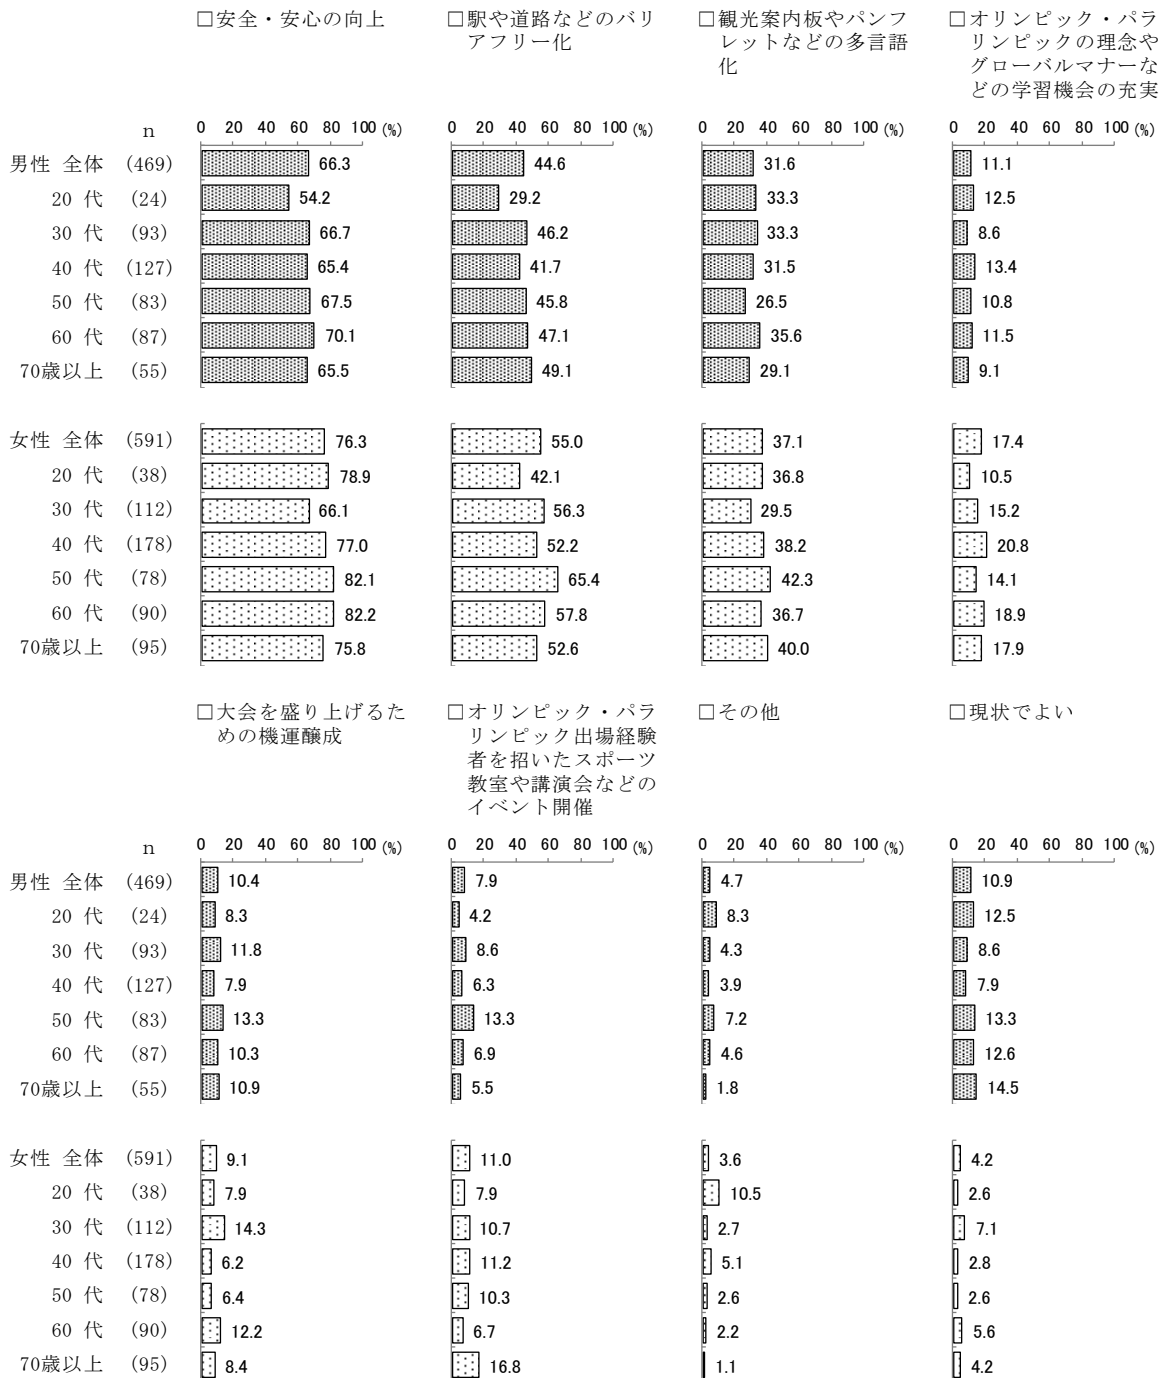 □安全・安心の向上
□駅や道路などのバリ
アフリー化
□観光案内板やパンフ
レットなどの多言語
化
□オリンピック・パラ
リンピックの理念や
グローバルマナーな
どの学習機会の充実
n 0 20 40 60 80 100 (%) 0 20 40 60 80 100 (%) 0 20 40 60 80 100 (%) 0 20 40 60 80 100 (%)
男性 全体 (469) 66.3 44.6 31.6 11.1
20 代 (24) 54.2 29.2 33.3 12.5
30 代 (93) 66.7 46.2 33.3 8.6
40 代 (127) 65.4 41.7 31.5 13.4
50 代 (83) 67.5 45.8 26.5 10.8
60 代 (87) 70.1 47.1 35.6 11.5
70歳以上 (55) 65.5 49.1 29.1 9.1
女性 全体 (591) 76.3 55.0 37.1 17.4
20 代 (38) 78.9 42.1 36.8 10.5
30 代 (112) 66.1 56.3 29.5 15.2
40 代 (178) 77.0 52.2 38.2 20.8
50 代 (78) 82.1 65.4 42.3 14.1
60 代 (90) 82.2 57.8 36.7 18.9
70歳以上 (95) 75.8 52.6 40.0 17.9
□大会を盛り上げるた
めの機運醸成
□オリンピック・パラ
リンピック出場経験
者を招いたスポーツ
教室や講演会などの
イベント開催
□その他
□現状でよい
n 0 20 40 60 80 100 (%) 0 20 40 60 80 100 (%) 0 20 40 60 80 100 (%) 0 20 40 60 80 100 (%)
男性 全体 (469) 10.4 7.9 4.7 10.9
20 代 (24) 8.3 4.2 8.3 12.5
30 代 (93) 11.8 8.6 4.3 8.6
40 代 (127) 7.9 6.3 3.9 7.9
50 代 (83) 13.3 13.3 7.2 13.3
60 代 (87) 10.3 6.9 4.6 12.6
70歳以上 (55) 10.9 5.5 1.8 14.5
女性 全体 (591) 9.1 11.0 3.6 4.2
20 代 (38) 7.9 7.9 10.5 2.6
30 代 (112) 14.3 10.7 2.7 7.1
40 代 (178) 6.2 11.2 5.1 2.8
50 代 (78) 6.4 10.3 2.6 2.6
60 代 (90) 12.2 6.7 2.2 5.6
70歳以上 (95) 8.4 16.8 1.1 4.2